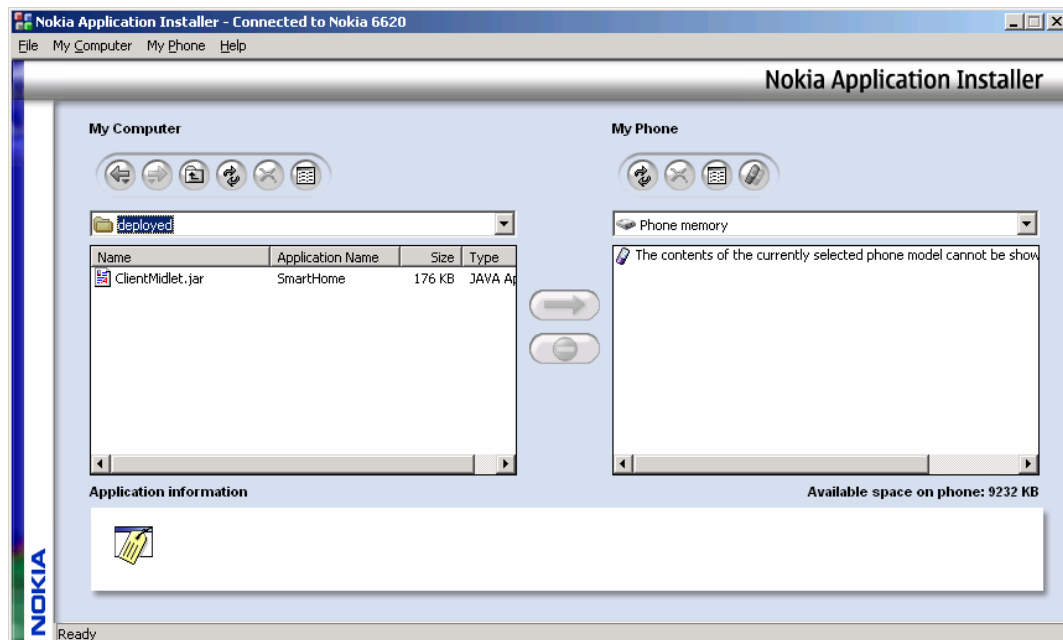 Nokia Application Installer - Connected to Nokia 6620
File My Computer My Phone Help
Nokia Application Installer
My Computer
My Phone
deployed
Phone memory
Name Application Name Size Type
The contents of the currently selected phone model cannot be show
ClientMidlet.jar SmartHome 176 KB JAVA Ap
Application information
Available space on phone: 9232 KB
NOKIA
Ready